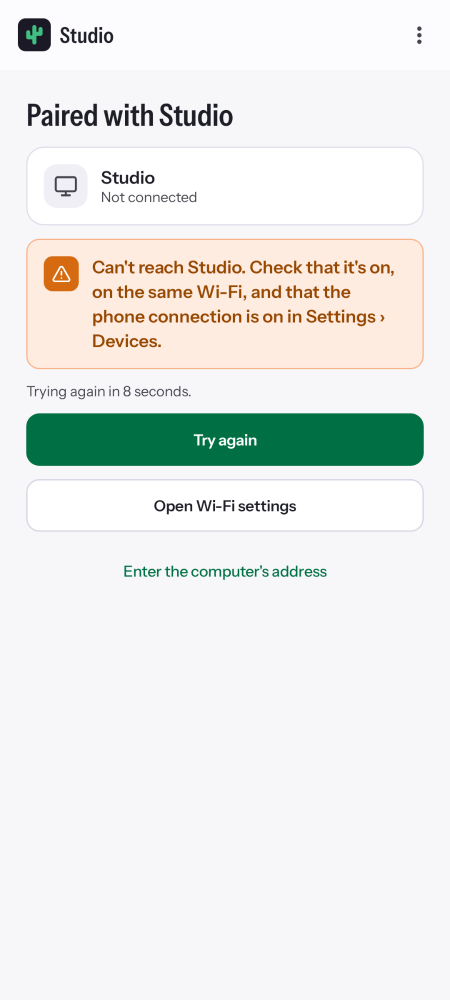 Studio
Paired with Studio
Studio
Not connected
Can't reach Studio. Check that it's on,
on the same Wi-Fi, and that the
phone connection is on in Settings ›
Devices.
Trying again in 8 seconds.
Try again
Open Wi-Fi settings
Enter the computer's address